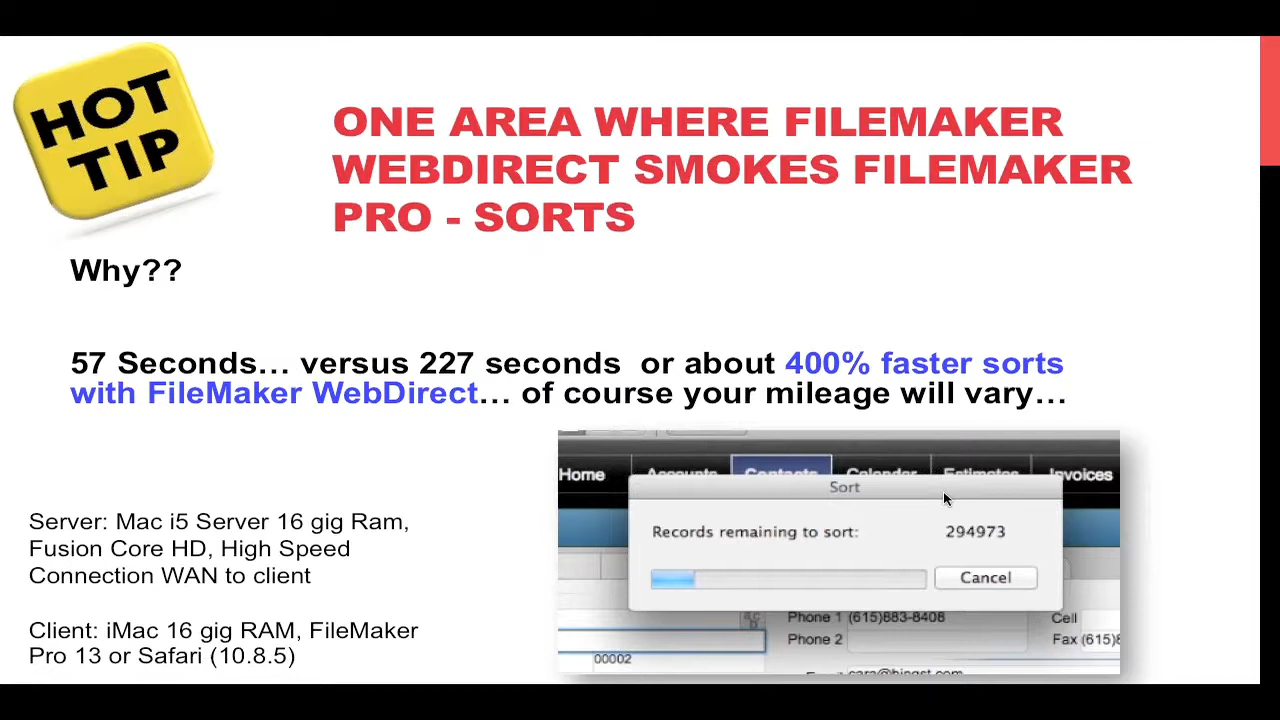 HOT
TIP
ONE AREA WHERE FILEMAKER
WEBDIRECT SMOKES FILEMAKER
PRO - SORTS
Why??
57 Seconds… versus 227 seconds or about 400% faster sorts
with FileMaker WebDirect… of course your mileage will vary…
Server: Mac i5 Server 16 gig Ram,
Fusion Core HD, High Speed
Connection WAN to client
Client: iMac 16 gig RAM, FileMaker
Pro 13 or Safari (10.8.5)
Home Accounts Contacts Calendar Estimates Invoices
Sort
Records remaining to sort: 294973
Cancel
Phone 1 (615)883-8408 Cell
Phone 2 Fax (615)8
00002